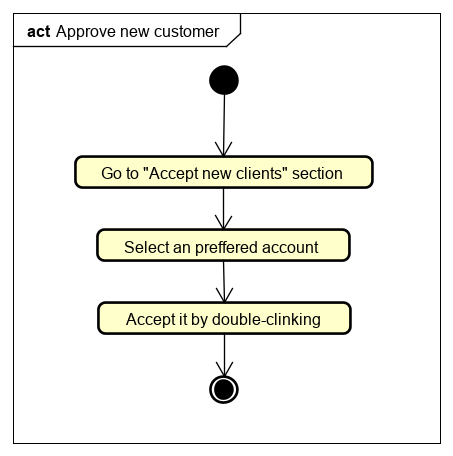 act Approve new customer
Go to "Accept new clients" section
Select an preffered account
Accept it by double-clinking